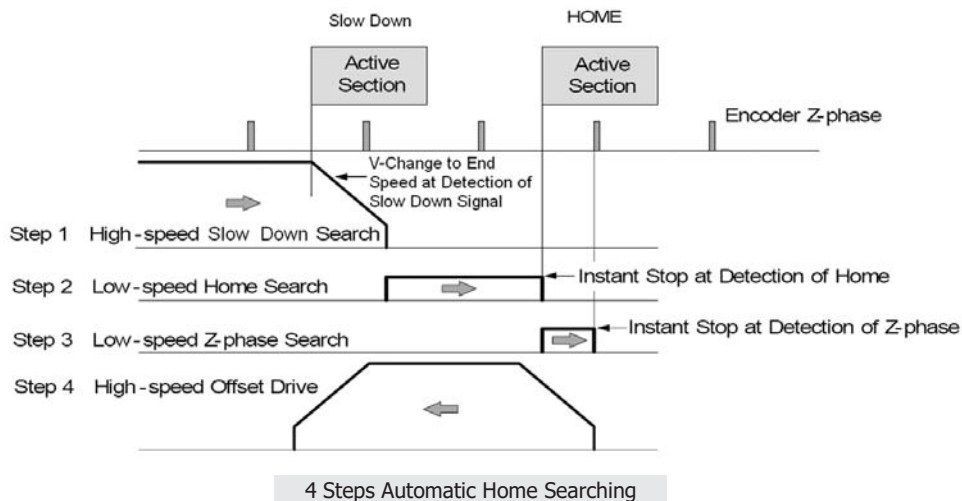 Slow Down
HOME
Active
Section
Active
Section
Encoder Z-phase
V-Change to End
Speed at Detection of
Slow Down Signal
Step 1 High-speed Slow Down Search
Instant Stop at Detection of Home
Step 2 Low-speed Home Search
Instant Stop at Detection of Z-phase
Step 3 Low-speed Z-phase Search
Step 4 High-speed Offset Drive
4 Steps Automatic Home Searching